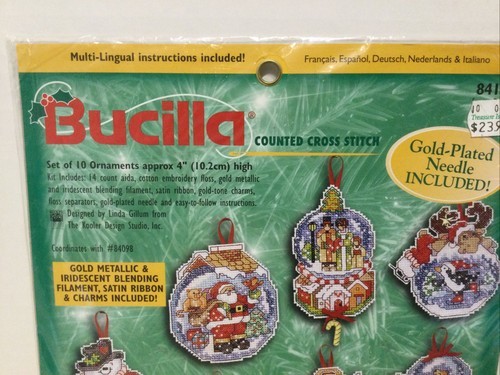 Multi-Lingual instructions included!
Français, Español, Deutsch, Nederlands & Italiano
841
Bucilla®
COUNTED CROSS STITCH
$23
Gold-Plated
Needle
INCLUDED!
Set of 10 Ornaments approx 4" (10.2cm) high
Kit Includes: 14 count aida, cotton embroidery floss, gold metallic
and iridescent blending filament, satin ribbon, gold-tone charms,
floss separators, gold-plated needle and easy-to-follow instructions.
Designed by Linda Gillum from
The Kooler Design Studio, Inc.
Coordinates with #84098
GOLD METALLIC &
IRIDESCENT BLENDING
FILAMENT, SATIN RIBBON
& CHARMS INCLUDED!